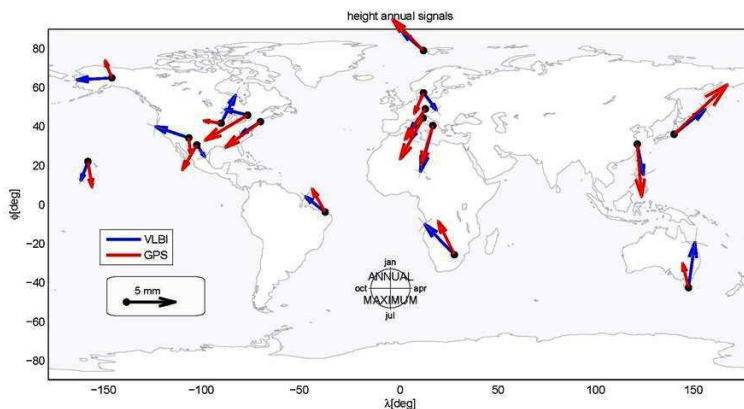 height annual signals
80
60
40
20
0
−20
−40
−60
−80
ϕ[deg]
VLBI
GPS
5 mm
jan
ANNUAL
oct
apr
MAXIMUM
jul
−150
−100
−50
0
50
100
150
λ[deg]